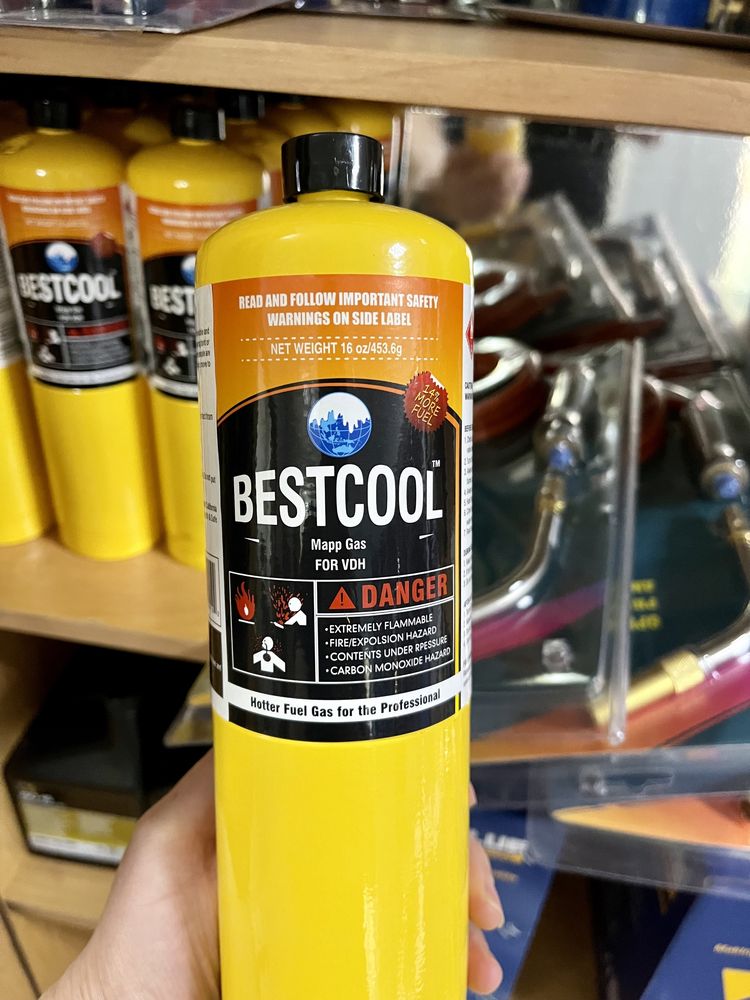 READ AND FOLLOW IMPORTANT SAFETY
WARNINGS ON SIDE LABEL
NET WEIGHT 16 oz/453.6g
14%
MORE
FUEL
BESTCOOL™
Mapp Gas
FOR VDH
DANGER
•EXTREMELY FLAMMABLE
•FIRE/EXPOLSION HAZARD
•CONTENTS UNDER RPESSURE
•CARBON MONOXIDE HAZARD
Hotter Fuel Gas for the Professional
BESTCOOL
BEST